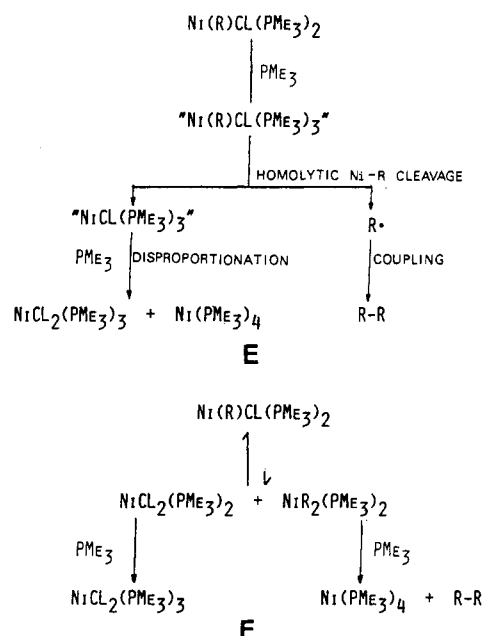 NI(R)CL(PME3)2
PME3
"NI(R)CL(PME3)3"
HOMOLYTIC Ni-R CLEAVAGE
"NICL(PME3)3"
R•
PME3 DISPROPORTIONATION
COUPLING
NICL2(PME3)3 + NI(PME3)4
R-R
E
NI(R)CL(PME3)2
NICL2(PME3)2 + NIR2(PME3)2
PME3
PME3
NICL2(PME3)3
NI(PME3)4 + R-R
F